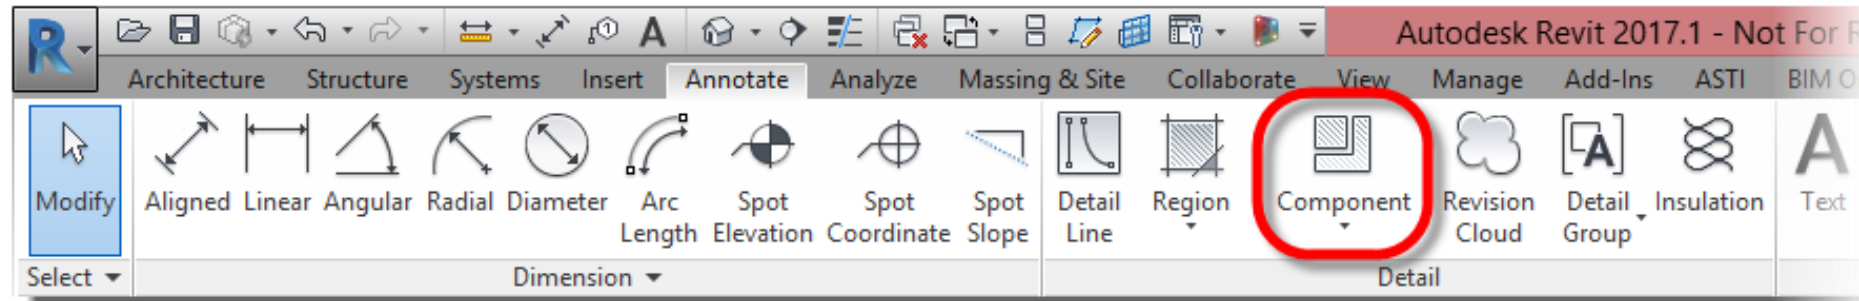 Autodesk Revit 2017.1 - Not For
Architecture Structure Systems Insert Annotate Analyze Massing & Site Collaborate View Manage Add-Ins ASTI BIM
Modify Aligned Linear Angular Radial Diameter Arc Length Spot Elevation Spot Coordinate Spot Slope Detail Line Region Component Revision Cloud Detail Group Insulation Text
Select Dimension Detail